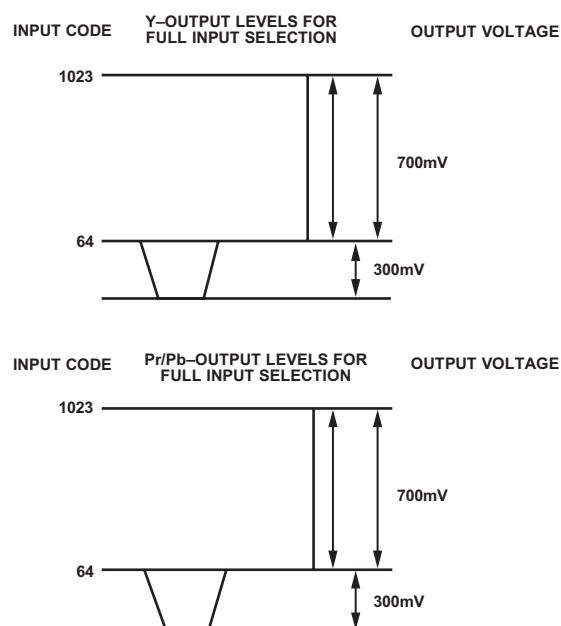 INPUT CODE
Y–OUTPUT LEVELS FOR
FULL INPUT SELECTION
OUTPUT VOLTAGE
1023
700mV
64
300mV
INPUT CODE
Pr/Pb–OUTPUT LEVELS FOR
FULL INPUT SELECTION
OUTPUT VOLTAGE
1023
700mV
64
300mV